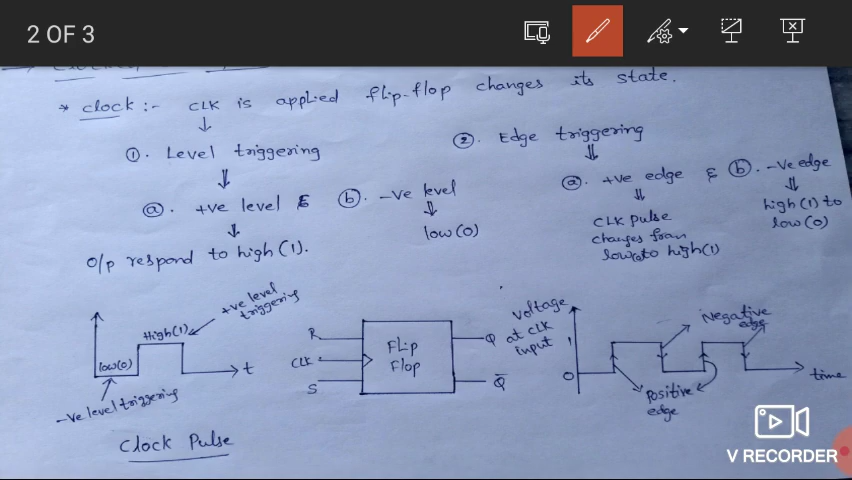 2 OF 3
* clock :- CLK is applied flip-flop changes its state.
①. Level triggering
②. Edge triggering
ⓐ. +ve level & ⓑ. -ve level
ⓐ. +ve edge & ⓑ. -ve edge
o/p respond to high (1).
low (0)
CLK pulse
changes from
low(0) to high(1)
high (1) to
low (0)
+ve level
triggering
High(1)
low(0)
t
-ve level triggering
Clock Pulse
R
CLK
S
Flip
Flop
Q
Q̅
Voltage
at CLK
input
1
0
Negative
edge
positive
edge
time
V RECORDER